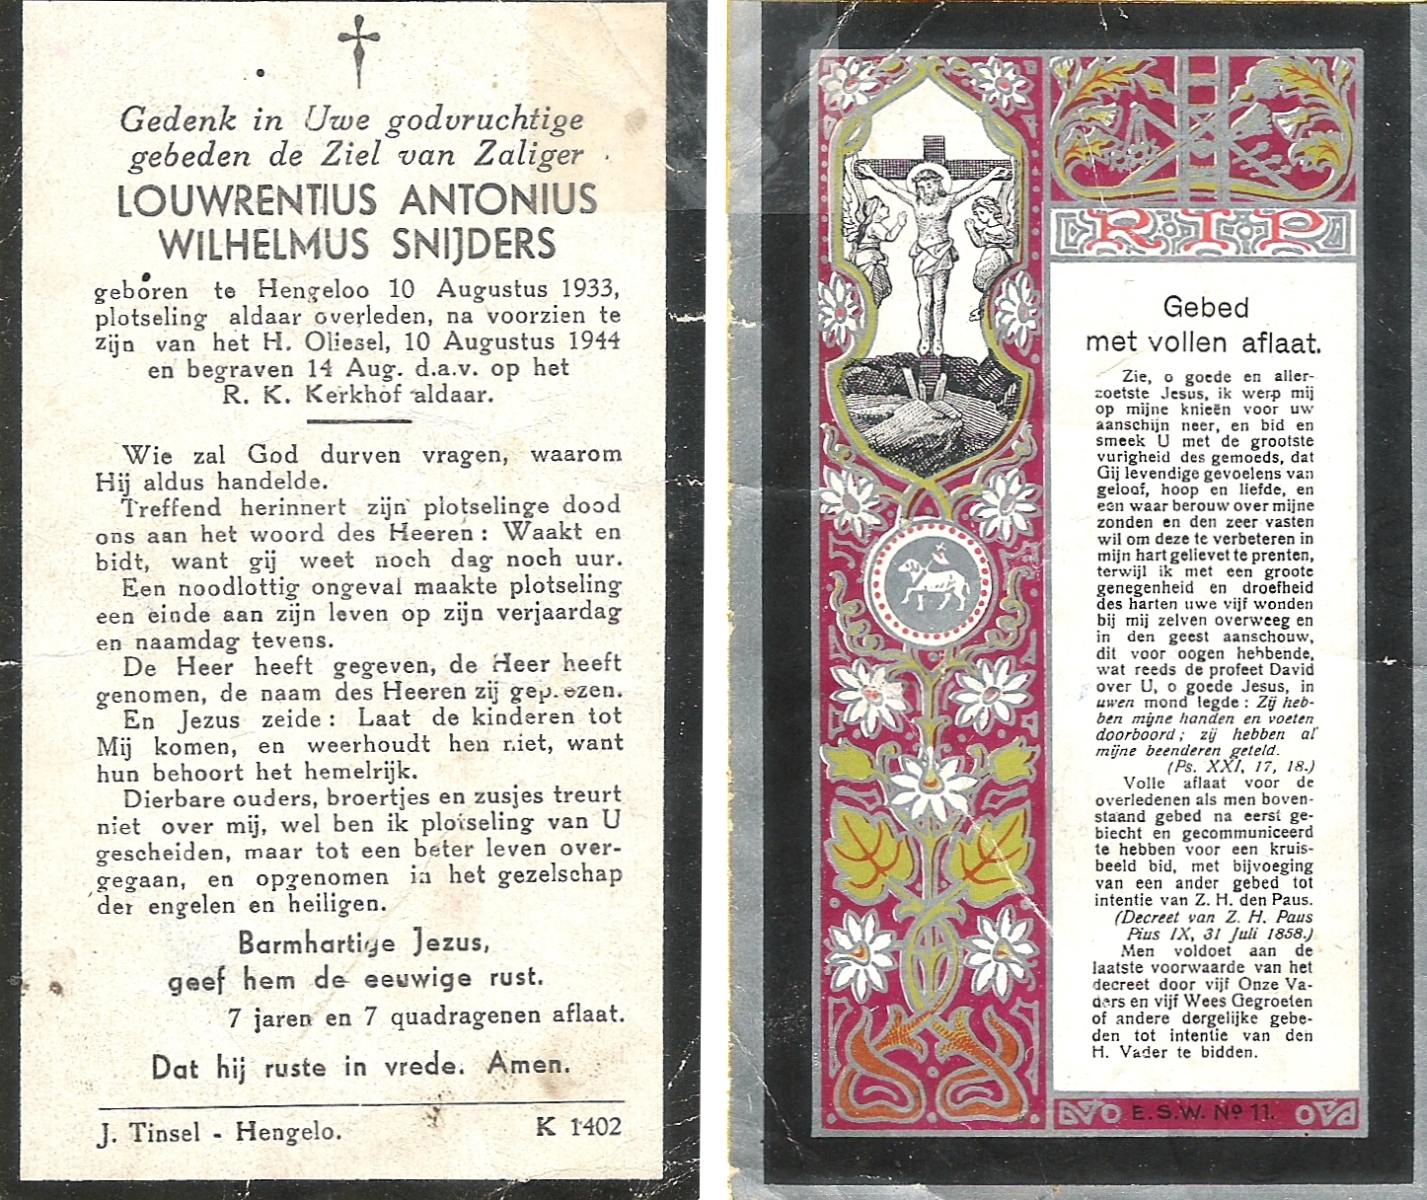 Gedenk in Uwe godvruchtige
gebeden de Ziel van Zaliger
LOUWRENTIUS ANTONIUS
WILHELMUS SNIJDERS
geboren te Hengeloo 10 Augustus 1933,
plotseling aldaar overleden, na voorzien te
zijn van het H. Oliesel, 10 Augustus 1944
en begraven 14 Aug. d.a.v. op het
R. K. Kerkhof aldaar.
Wie zal God durven vragen, waarom
Hij aldus handelde.
Treffend herinnert zijn plotselinge dood
ons aan het woord des Heeren : Waakt en
bidt, want gij weet noch dag noch uur.
Een noodlottig ongeval maakte plotseling
een einde aan zijn leven op zijn verjaardag
en naamdag tevens.
De Heer heeft gegeven, de Heer heeft
genomen, de naam des Heeren zij geprezen.
En Jezus zeide : Laat de kinderen tot
Mij komen, en weerhoudt hen niet, want
hun behoort het hemelrijk.
Dierbare ouders, broertjes en zusjes treurt
niet over mij, wel ben ik plotseling van U
gescheiden, maar tot een beter leven over-
gegaan, en opgenomen in het gezelschap
der engelen en heiligen.
Barmhartige Jezus,
geef hem de eeuwige rust.
7 jaren en 7 quadragenen aflaat.
Dat hij ruste in vrede. Amen.
J. Tinsel - Hengelo. K 1402
R.I.P
Gebed
met vollen aflaat.
Zie, o goede en aller-
zoetste Jesus, ik werp mij
op mijne knieën voor uw
aanschijn neer, en bid en
smeek U met de grootste
vurigheid des gemoeds, dat
Gij levendige gevoelens van
geloof, hoop en liefde, en
een waar berouw over mijne
zonden en den zeer vasten
wil om deze te verbeteren in
mijn hart gelievet te prenten,
terwijl ik met een groote
genegenheid en droefheid
des harten uwe vijf wonden
bij mij zelven overweeg en
in den geest aanschouw,
dit voor oogen hebbende,
wat reeds de profeet David
over U, o goede Jesus, in
uwen mond legde : Zij heb-
ben mijne handen en voeten
doorboord ; zij hebben al
mijne beenderen geteld.
(Ps. XXI, 17, 18.)
Volle aflaat voor de
overledenen als men boven-
staand gebed na eerst ge-
biecht en gecommuniceerd
te hebben voor een kruis-
beeld bid, met bijvoeging
van een ander gebed tot
intentie van Z. H. den Paus.
(Decreet van Z. H. Paus
Pius IX, 31 Juli 1858.)
Men voldoet aan de
laatste voorwaarde van het
decreet door vijf Onze Va-
ders en vijf Wees Gegroeten
of andere dergelijke gebe-
den tot intentie van den
H. Vader te bidden.
E.S.W. No 11.